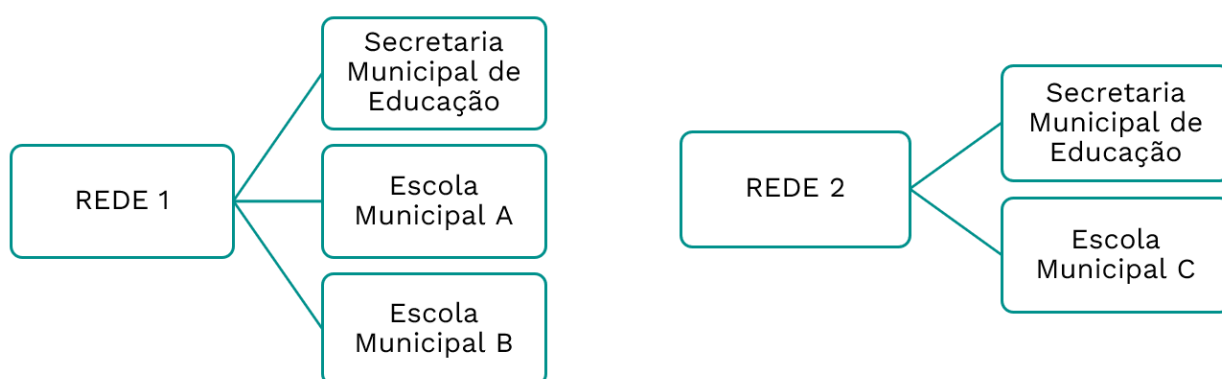 REDE 1
Secretaria
Municipal de
Educação
Escola
Municipal A
Escola
Municipal B
REDE 2
Secretaria
Municipal de
Educação
Escola
Municipal C